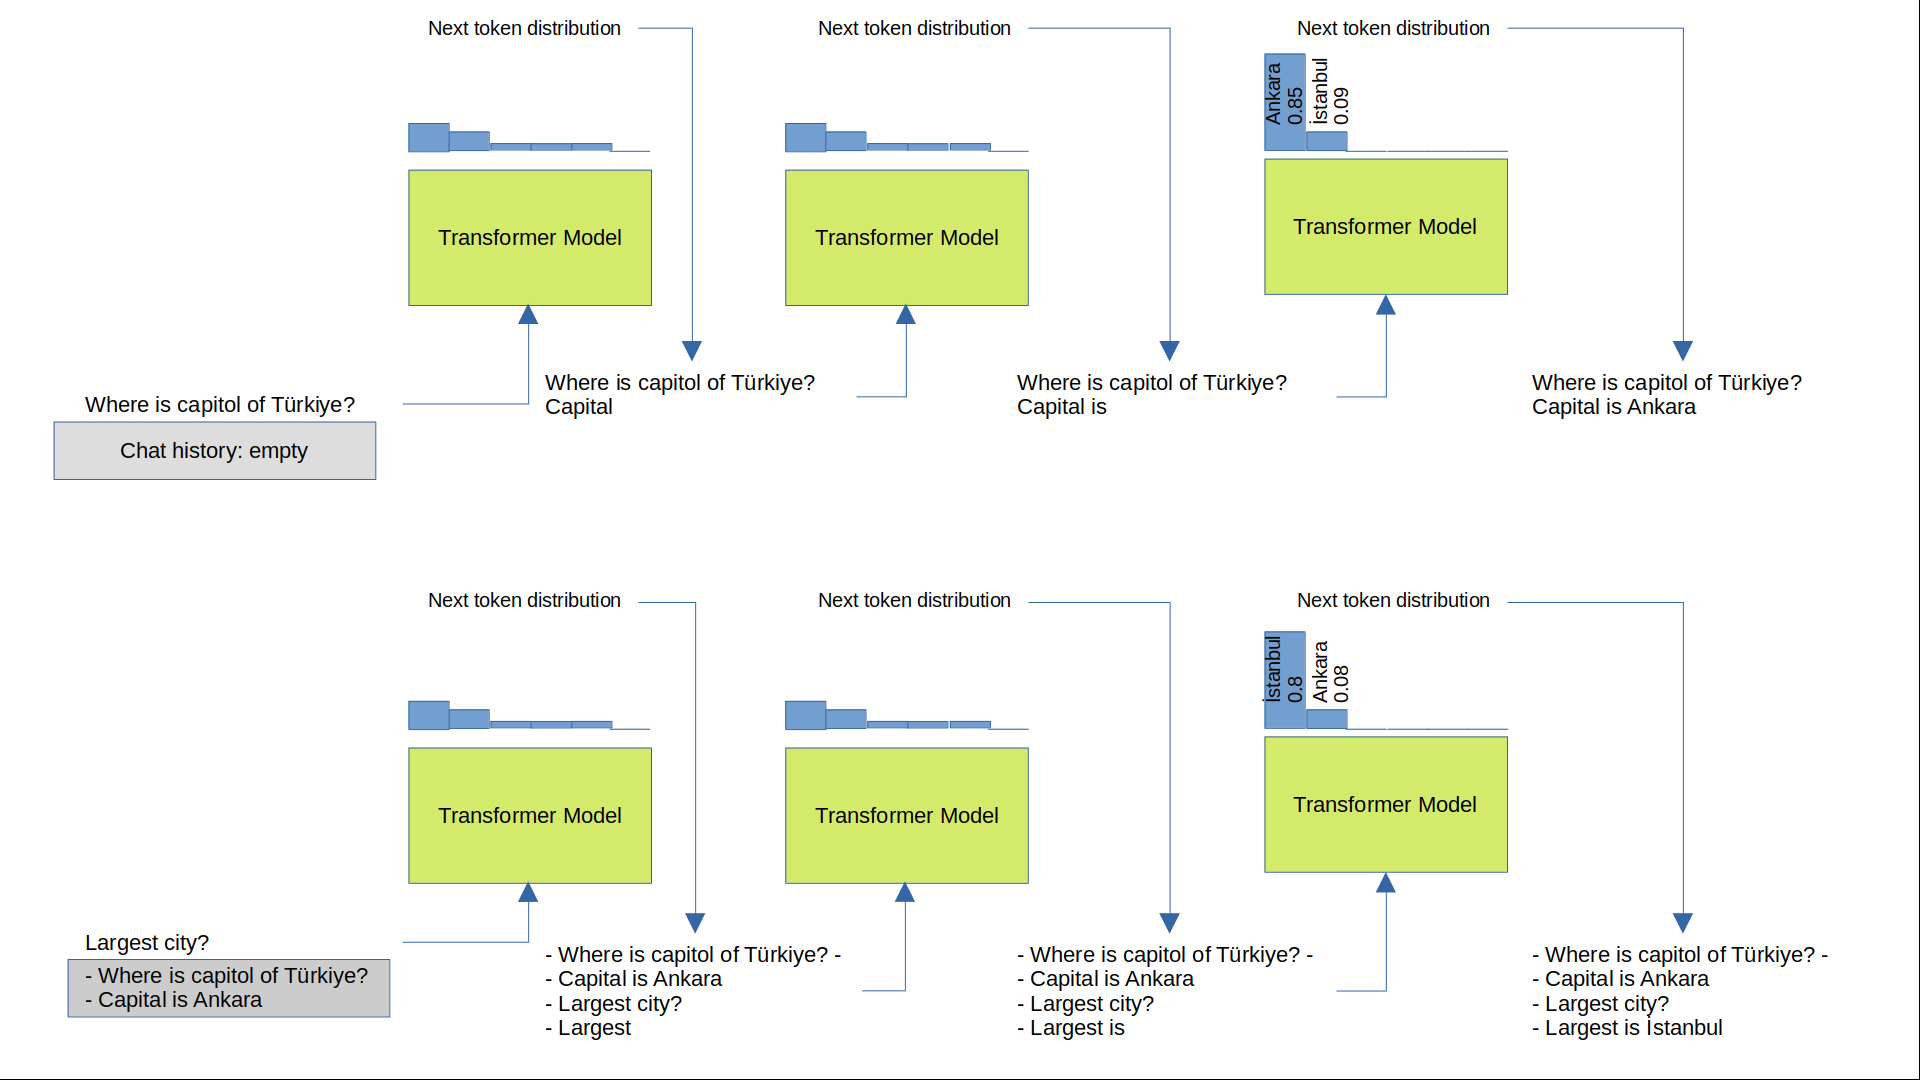 Next token distribution
Next token distribution
Next token distribution
Ankara
0.85
İstanbul
0.09
Transformer Model
Transformer Model
Transformer Model
Where is capitol of Türkiye?
Chat history: empty
Where is capitol of Türkiye?
Capital
Where is capitol of Türkiye?
Capital is
Where is capitol of Türkiye?
Capital is Ankara
Next token distribution
Next token distribution
Next token distribution
İstanbul
0.8
Ankara
0.08
Transformer Model
Transformer Model
Transformer Model
Largest city?
- Where is capitol of Türkiye?
- Capital is Ankara
- Where is capitol of Türkiye? -
- Capital is Ankara
- Largest city?
- Largest
- Where is capitol of Türkiye? -
- Capital is Ankara
- Largest city?
- Largest is
- Where is capitol of Türkiye? -
- Capital is Ankara
- Largest city?
- Largest is İstanbul